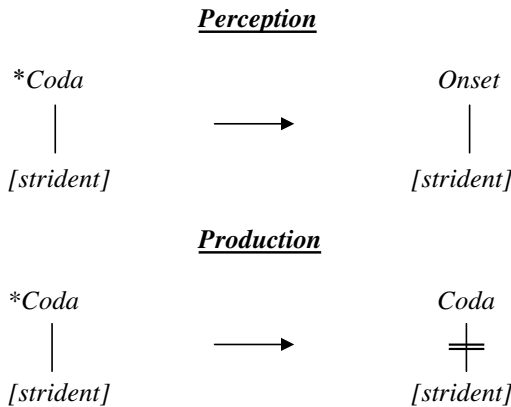 Perception
*Coda Onset
[strident] [strident]
Production
*Coda Coda
[strident] [strident]